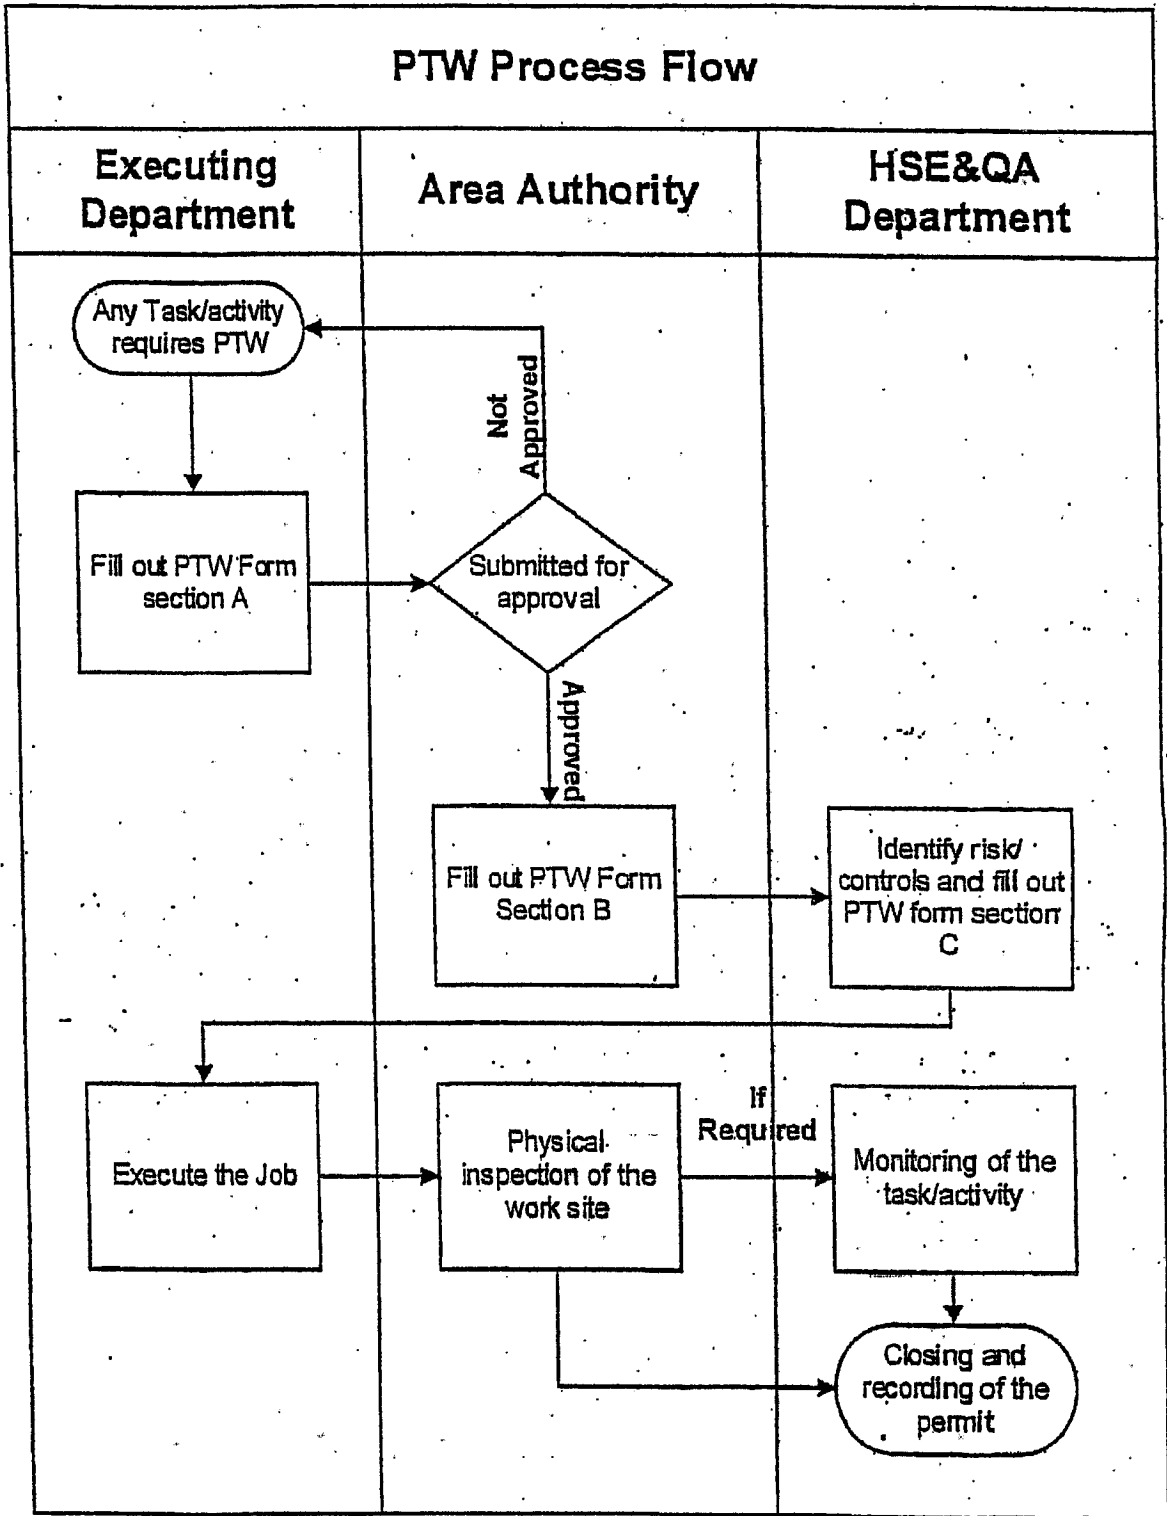 PTW Process Flow
Executing
Department
Area Authority
HSE&QA
Department
Any Task/activity
requires PTW
Not
Approved
Fill out PTW Form
section A
Submitted for
approval
Approved
Fill out PTW Form
Section B
Identify risk/
controls and fill out
PTW form section
C
Execute the Job
Physical
inspection of the
work site
If
Required
Monitoring of the
task/activity
Closing and
recording of the
permit